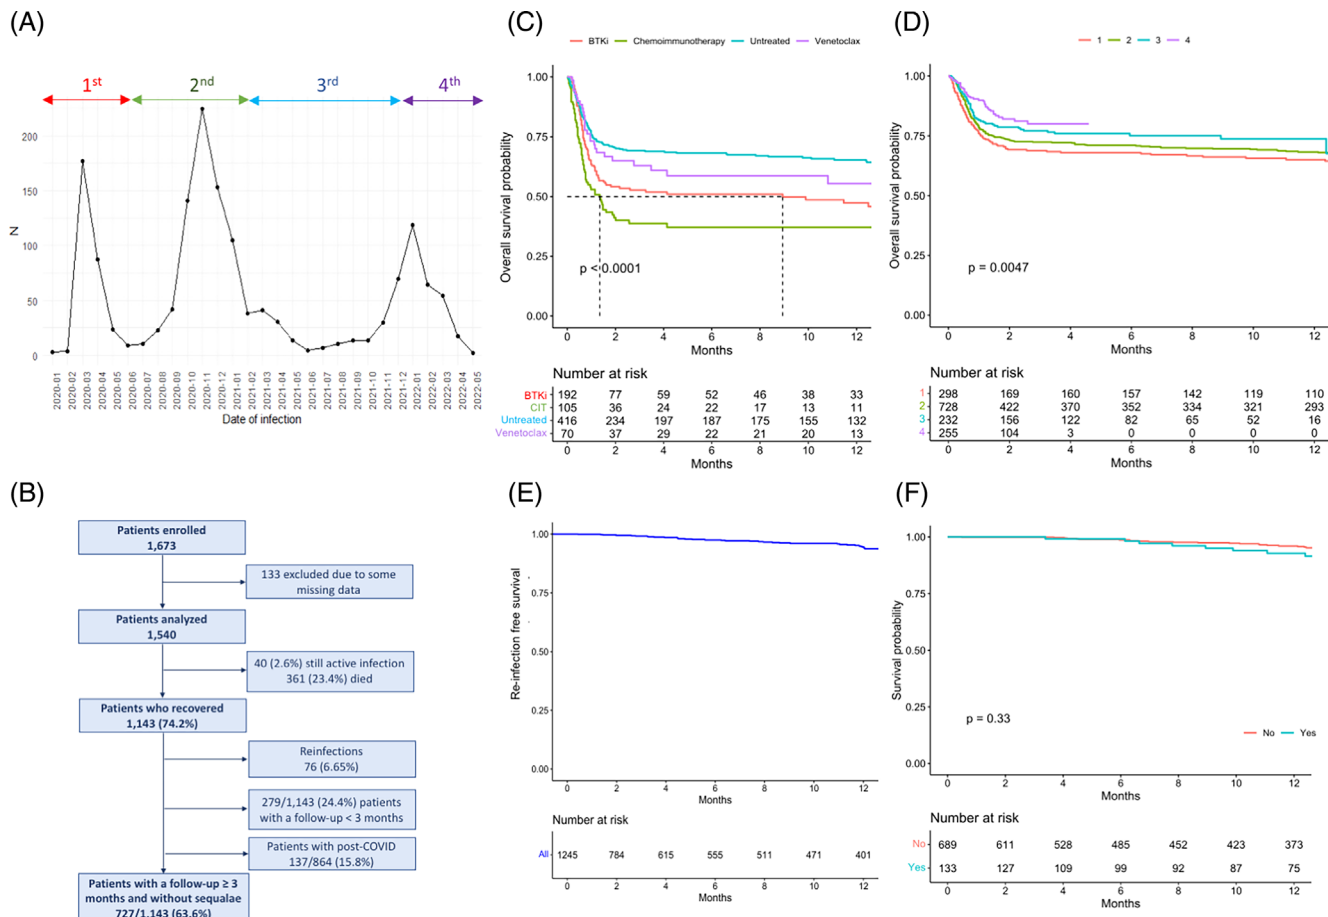 (A)
1st
2nd
3rd
4th
N
200
150
100
50
0
2020-01
2020-02
2020-03
2020-04
2020-05
2020-06
2020-07
2020-08
2020-09
2020-10
2020-11
2020-12
2021-01
2021-02
2021-03
2021-04
2021-05
2021-06
2021-07
2021-08
2021-09
2021-10
2021-11
2021-12
2022-01
2022-02
2022-03
2022-04
2022-05
Date of infection
(B)
Patients enrolled
1,673
133 excluded due to some
missing data
Patients analyzed
1,540
40 (2.6%) still active infection
361 (23.4%) died
Patients who recovered
1,143 (74.2%)
Reinfections
76 (6.65%)
279/1,143 (24.4%) patients
with a follow-up < 3 months
Patients with post-COVID
137/864 (15.8%)
Patients with a follow-up ≥ 3
months and without sequalae
727/1,143 (63.6%)
(C)
BTKi Chemoimmunotherapy Untreated Venetoclax
Overall survival probability
1.00
0.75
0.50
0.25
0.00
p < 0.0001
0 2 4 6 8 10 12
Months
Number at risk
BTKi 192 77 59 52 46 38 33
CIT 105 36 24 22 17 13 11
Untreated 416 234 197 187 175 155 132
Venetoclax 70 37 29 22 21 20 13
0 2 4 6 8 10 12
Months
(D)
1 2 3 4
Overall survival probability
1.00
0.75
0.50
0.25
0.00
p = 0.0047
0 2 4 6 8 10 12
Months
Number at risk
1 298 169 160 157 142 119 110
2 728 422 370 352 334 321 293
3 232 156 122 82 65 52 16
4 255 104 3 0 0 0 0
0 2 4 6 8 10 12
Months
(E)
Re-infection free survival
1.00
0.75
0.50
0.25
0.00
0 2 4 6 8 10 12
Months
Number at risk
All 1245 784 615 555 511 471 401
0 2 4 6 8 10 12
Months
(F)
Survival probability
1.00
0.75
0.50
0.25
0.00
p = 0.33
No Yes
0 2 4 6 8 10 12
Months
Number at risk
No 689 611 528 485 452 423 373
Yes 133 127 109 99 92 87 75
0 2 4 6 8 10 12
Months